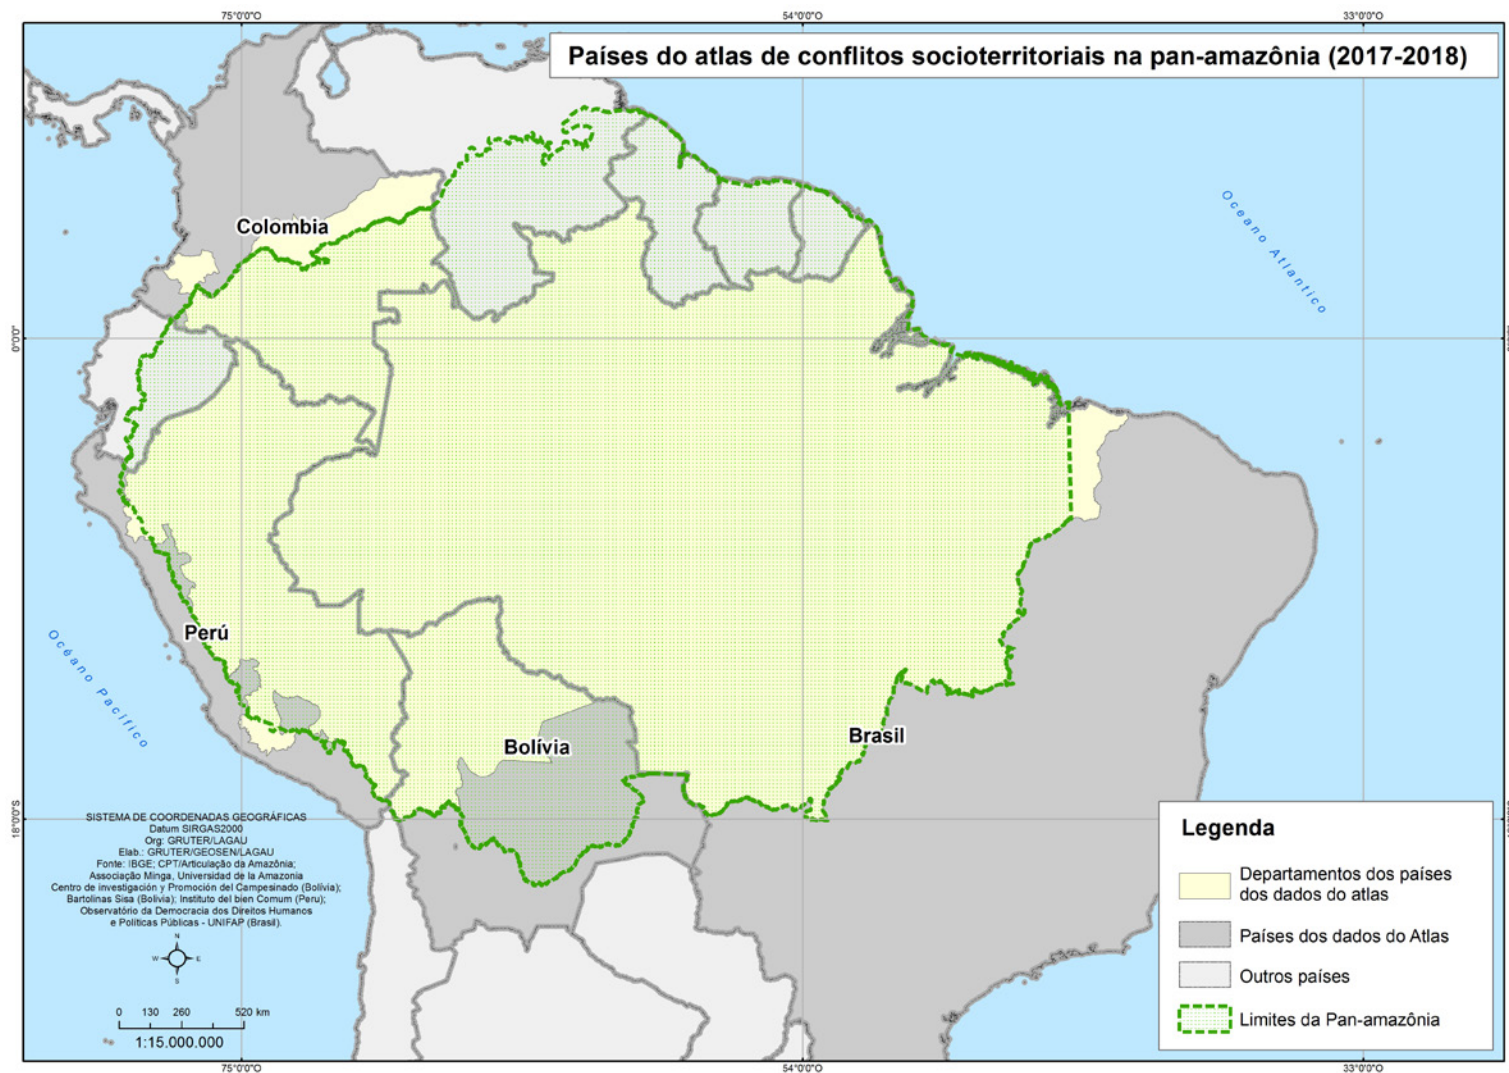 75°0'0"O
54°0'0"O
33°0'0"O
Países do atlas de conflitos socioterritoriais na pan-amazônia (2017-2018)
Oceano Atlantico
Colombia
0°0'0"
Perú
Océano Pacífico
Bolívia
Brasil
SISTEMA DE COORDENADAS GEOGRÁFICAS
Datum SIRGAS2000
Org: GRUTER/LAGAU
Elab.: GRUTER/GEOSEN/LAGAU
Fonte: IBGE; CPT/Articulação da Amazônia;
Associação Minga, Universidad de la Amazonia
Centro de investigación y Promoción del Campesinado (Bolívia);
Bartolinas Sisa (Bolívia); Instituto del bien Comum (Peru);
Observatório da Democracia dos Direitos Humanos
e Políticas Públicas - UNIFAP (Brasil).
N
W
E
S
0 130 260 520 km
1:15.000.000
18°0'0"S
Legenda
Departamentos dos países
dos dados do atlas
Países dos dados do Atlas
Outros países
Limites da Pan-amazônia
75°0'0"O
54°0'0"O
33°0'0"O